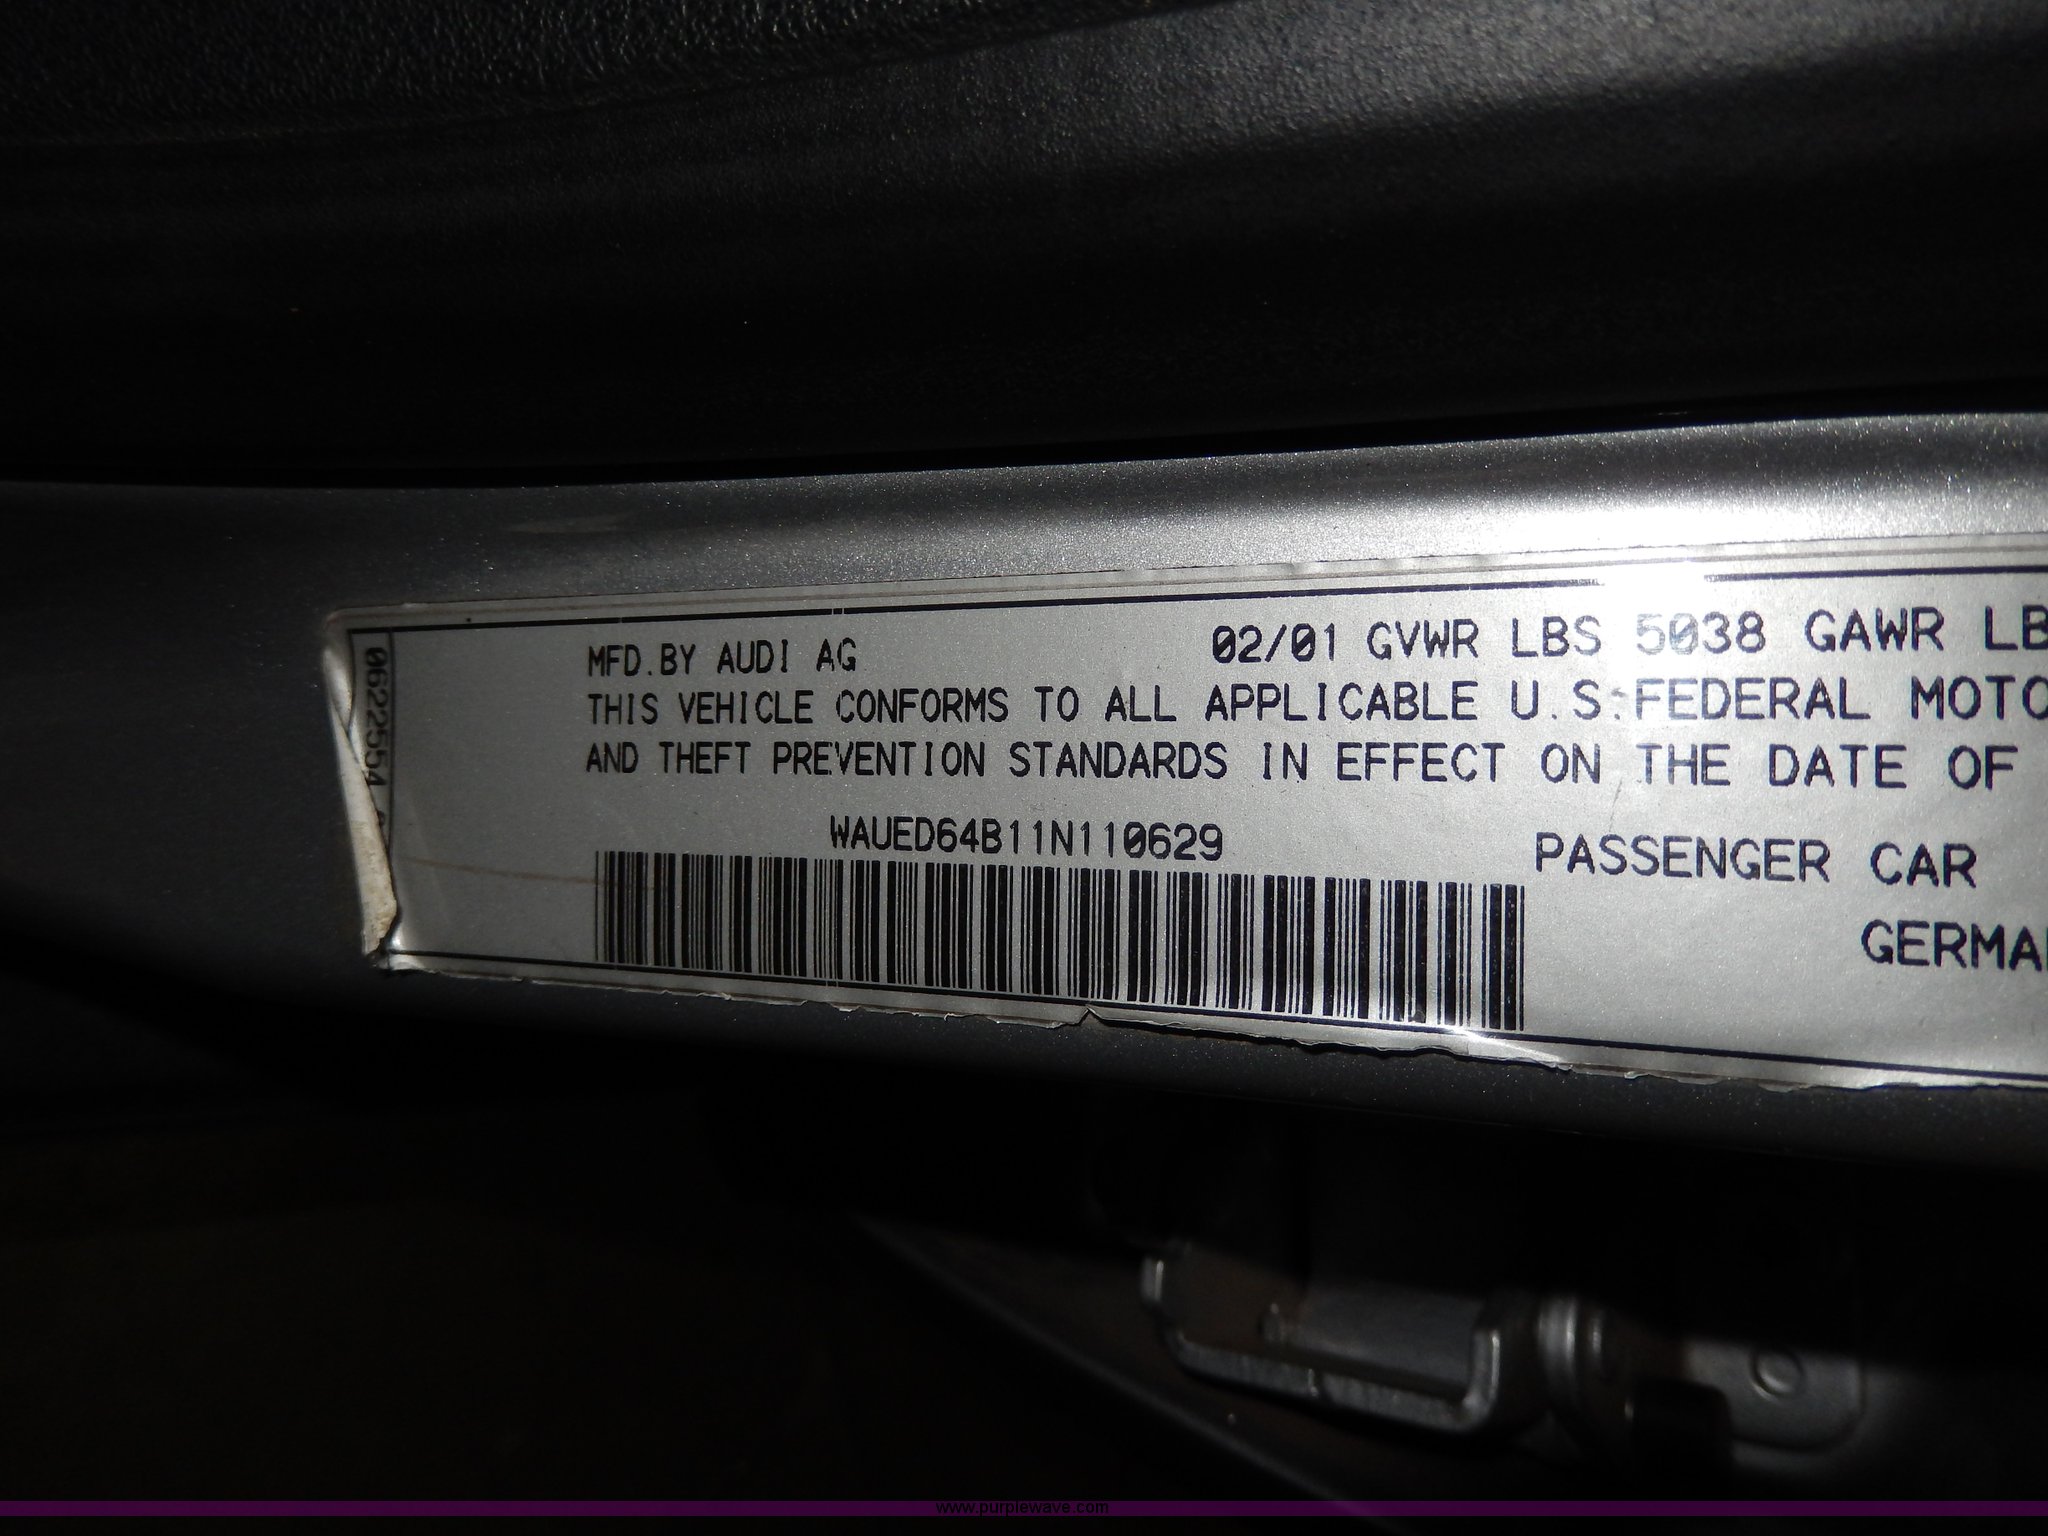 MFD.BY AUDI AG 02/01 GVWR LBS 5038 GAWR LB
THIS VEHICLE CONFORMS TO ALL APPLICABLE U.S.FEDERAL MOTO
AND THEFT PREVENTION STANDARDS IN EFFECT ON THE DATE OF
WAUED64B11N110629
PASSENGER CAR
GERMA
0622554
www.purplewave.com